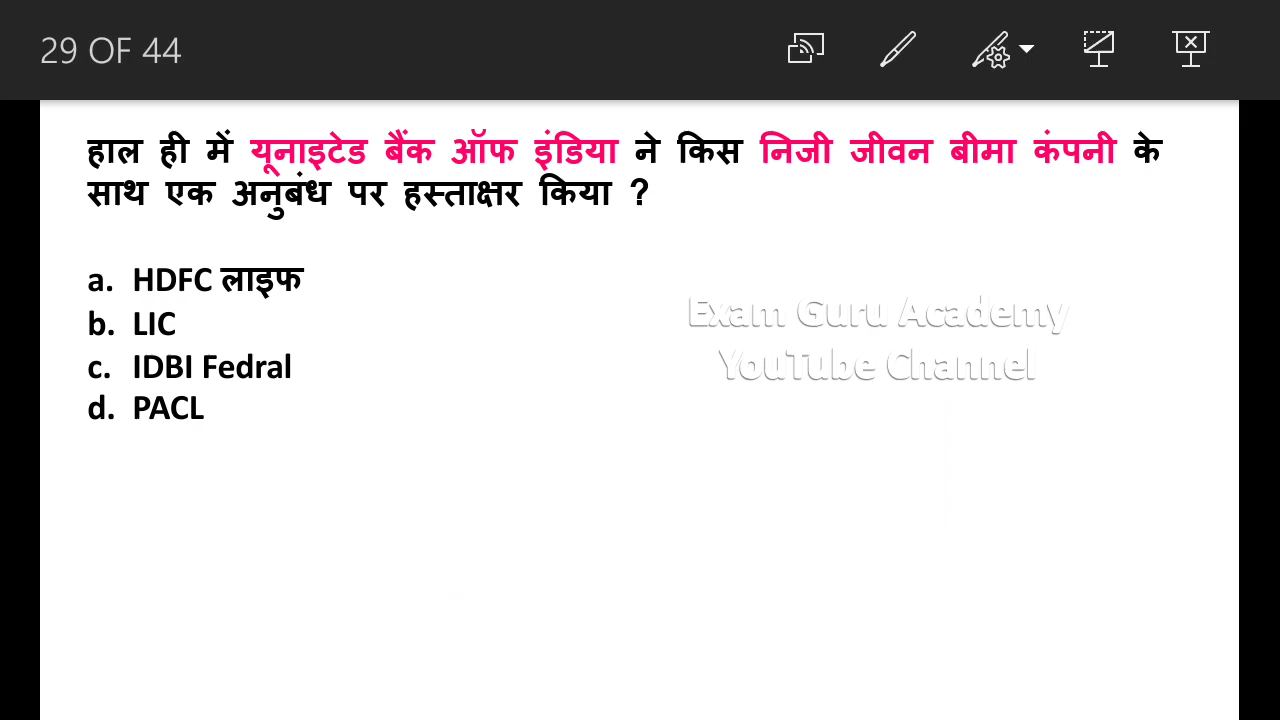 29 OF 44
हाल ही में यूनाइटेड बैंक ऑफ इंडिया ने किस निजी जीवन बीमा कंपनी के
साथ एक अनुबंध पर हस्ताक्षर किया ?
a. HDFC लाइफ
b. LIC
c. IDBI Fedral
d. PACL
Exam Guru Academy
YouTube Channel